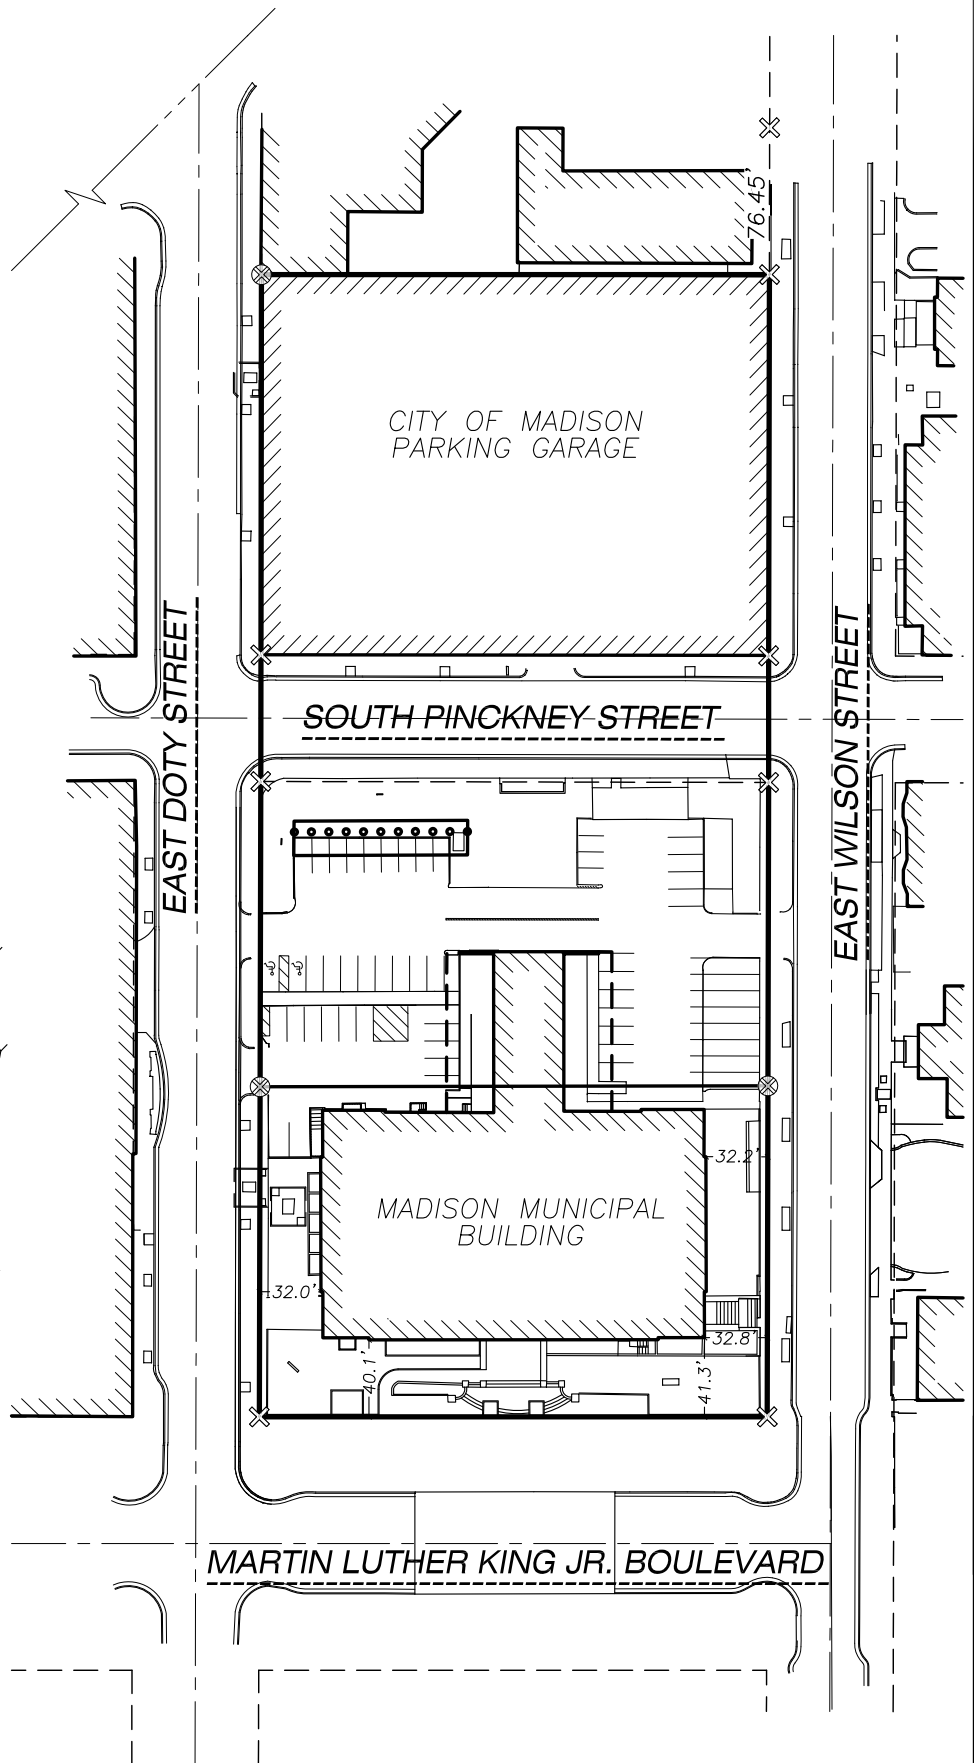 76.45'
CITY OF MADISON
PARKING GARAGE
EAST DOTY STREET
SOUTH PINCKNEY STREET
EAST WILSON STREET
32.2'
MADISON MUNICIPAL
BUILDING
32.0'
32.8'
40.1'
41.3'
MARTIN LUTHER KING JR. BOULEVARD